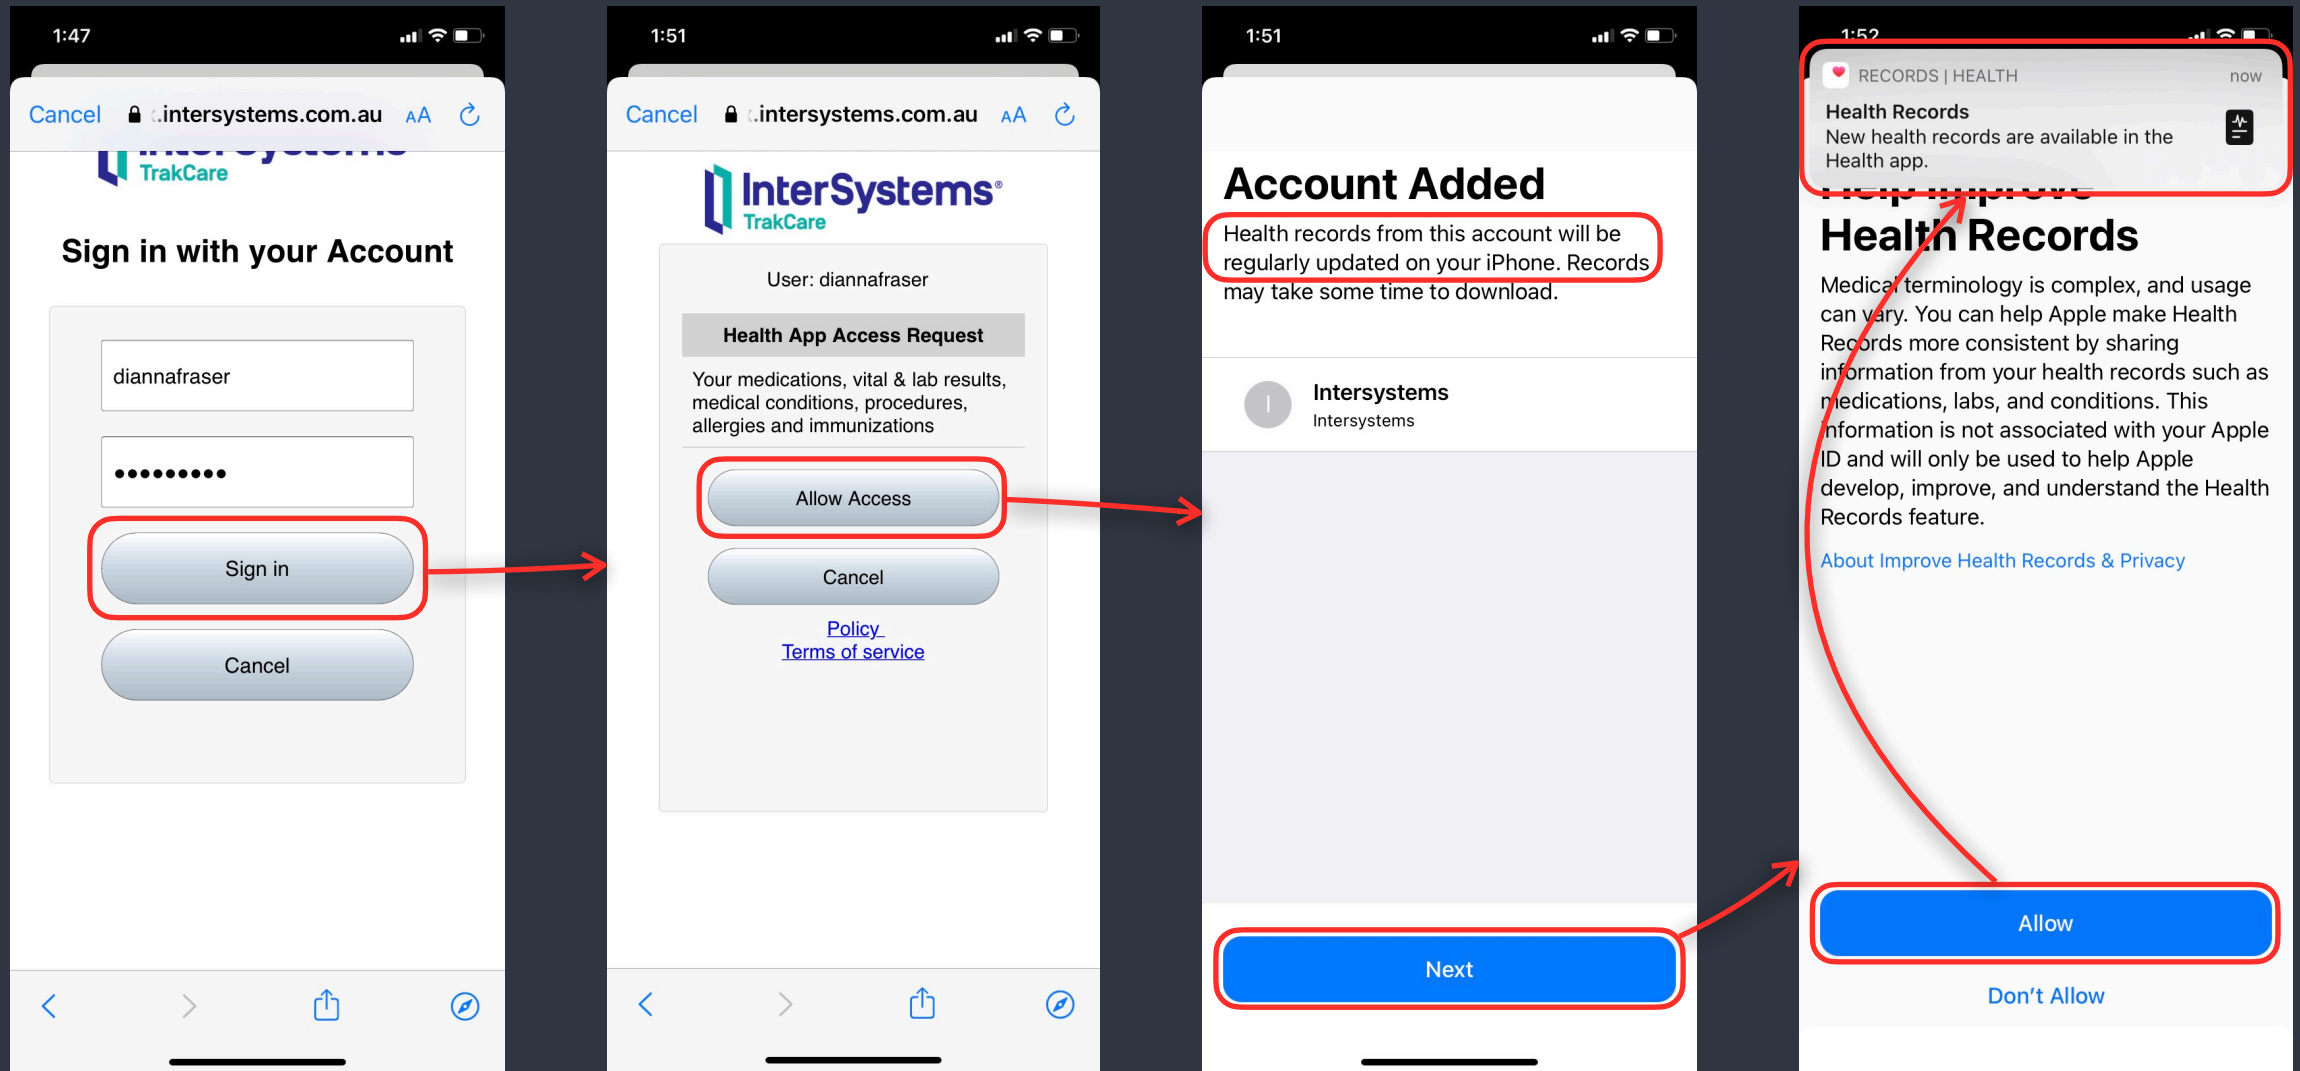 1:47
Cancel
.intersystems.com.au
AA
InterSystems
TrakCare
Sign in with your Account
diannafraser
Sign in
Cancel
1:51
Cancel
.intersystems.com.au
AA
InterSystems®
TrakCare
User: diannafraser
Health App Access Request
Your medications, vital & lab results,
medical conditions, procedures,
allergies and immunizations
Allow Access
Cancel
Policy
Terms of service
1:51
Account Added
Health records from this account will be
regularly updated on your iPhone. Records
may take some time to download.
I
Intersystems
Intersystems
Next
1:52
RECORDS | HEALTH
now
Health Records
New health records are available in the
Health app.
Help Improve
Health Records
Medical terminology is complex, and usage
can vary. You can help Apple make Health
Records more consistent by sharing
information from your health records such as
medications, labs, and conditions. This
information is not associated with your Apple
ID and will only be used to help Apple
develop, improve, and understand the Health
Records feature.
About Improve Health Records & Privacy
Allow
Don't Allow